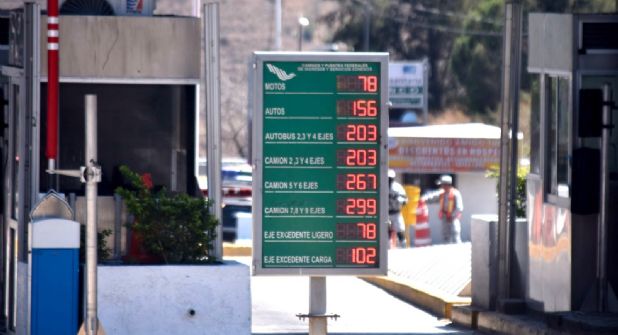 CAMINOS Y PUENTES FEDERALES
DE INGRESOS Y SERVICIOS CONEXOS
MOTOS 78
AUTOS 156
AUTOBUS 2,3 Y 4 EJES 203
CAMION 2,3 Y 4 EJES 203
CAMION 5 Y 6 EJES 267
CAMION 7,8 Y 9 EJES 299
EJE EXCEDENTE LIGERO 78
EJE EXCEDENTE CARGA 102